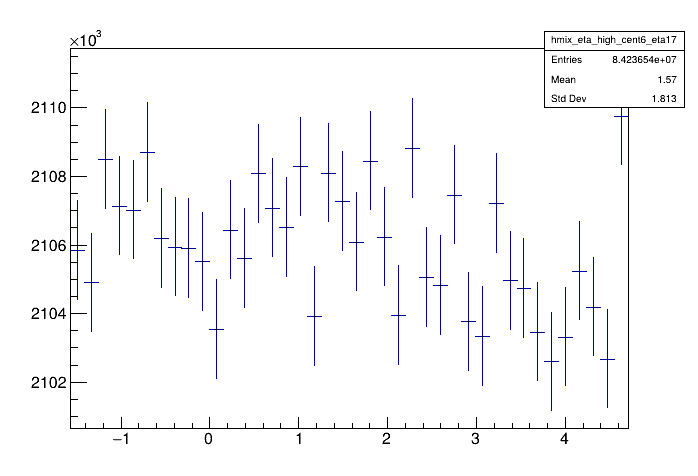 ×10³
hmix_eta_high_cent6_eta17
Entries 8.423654e+07
Mean 1.57
Std Dev 1.813
2110
2108
2106
2104
2102
−1 0 1 2 3 4